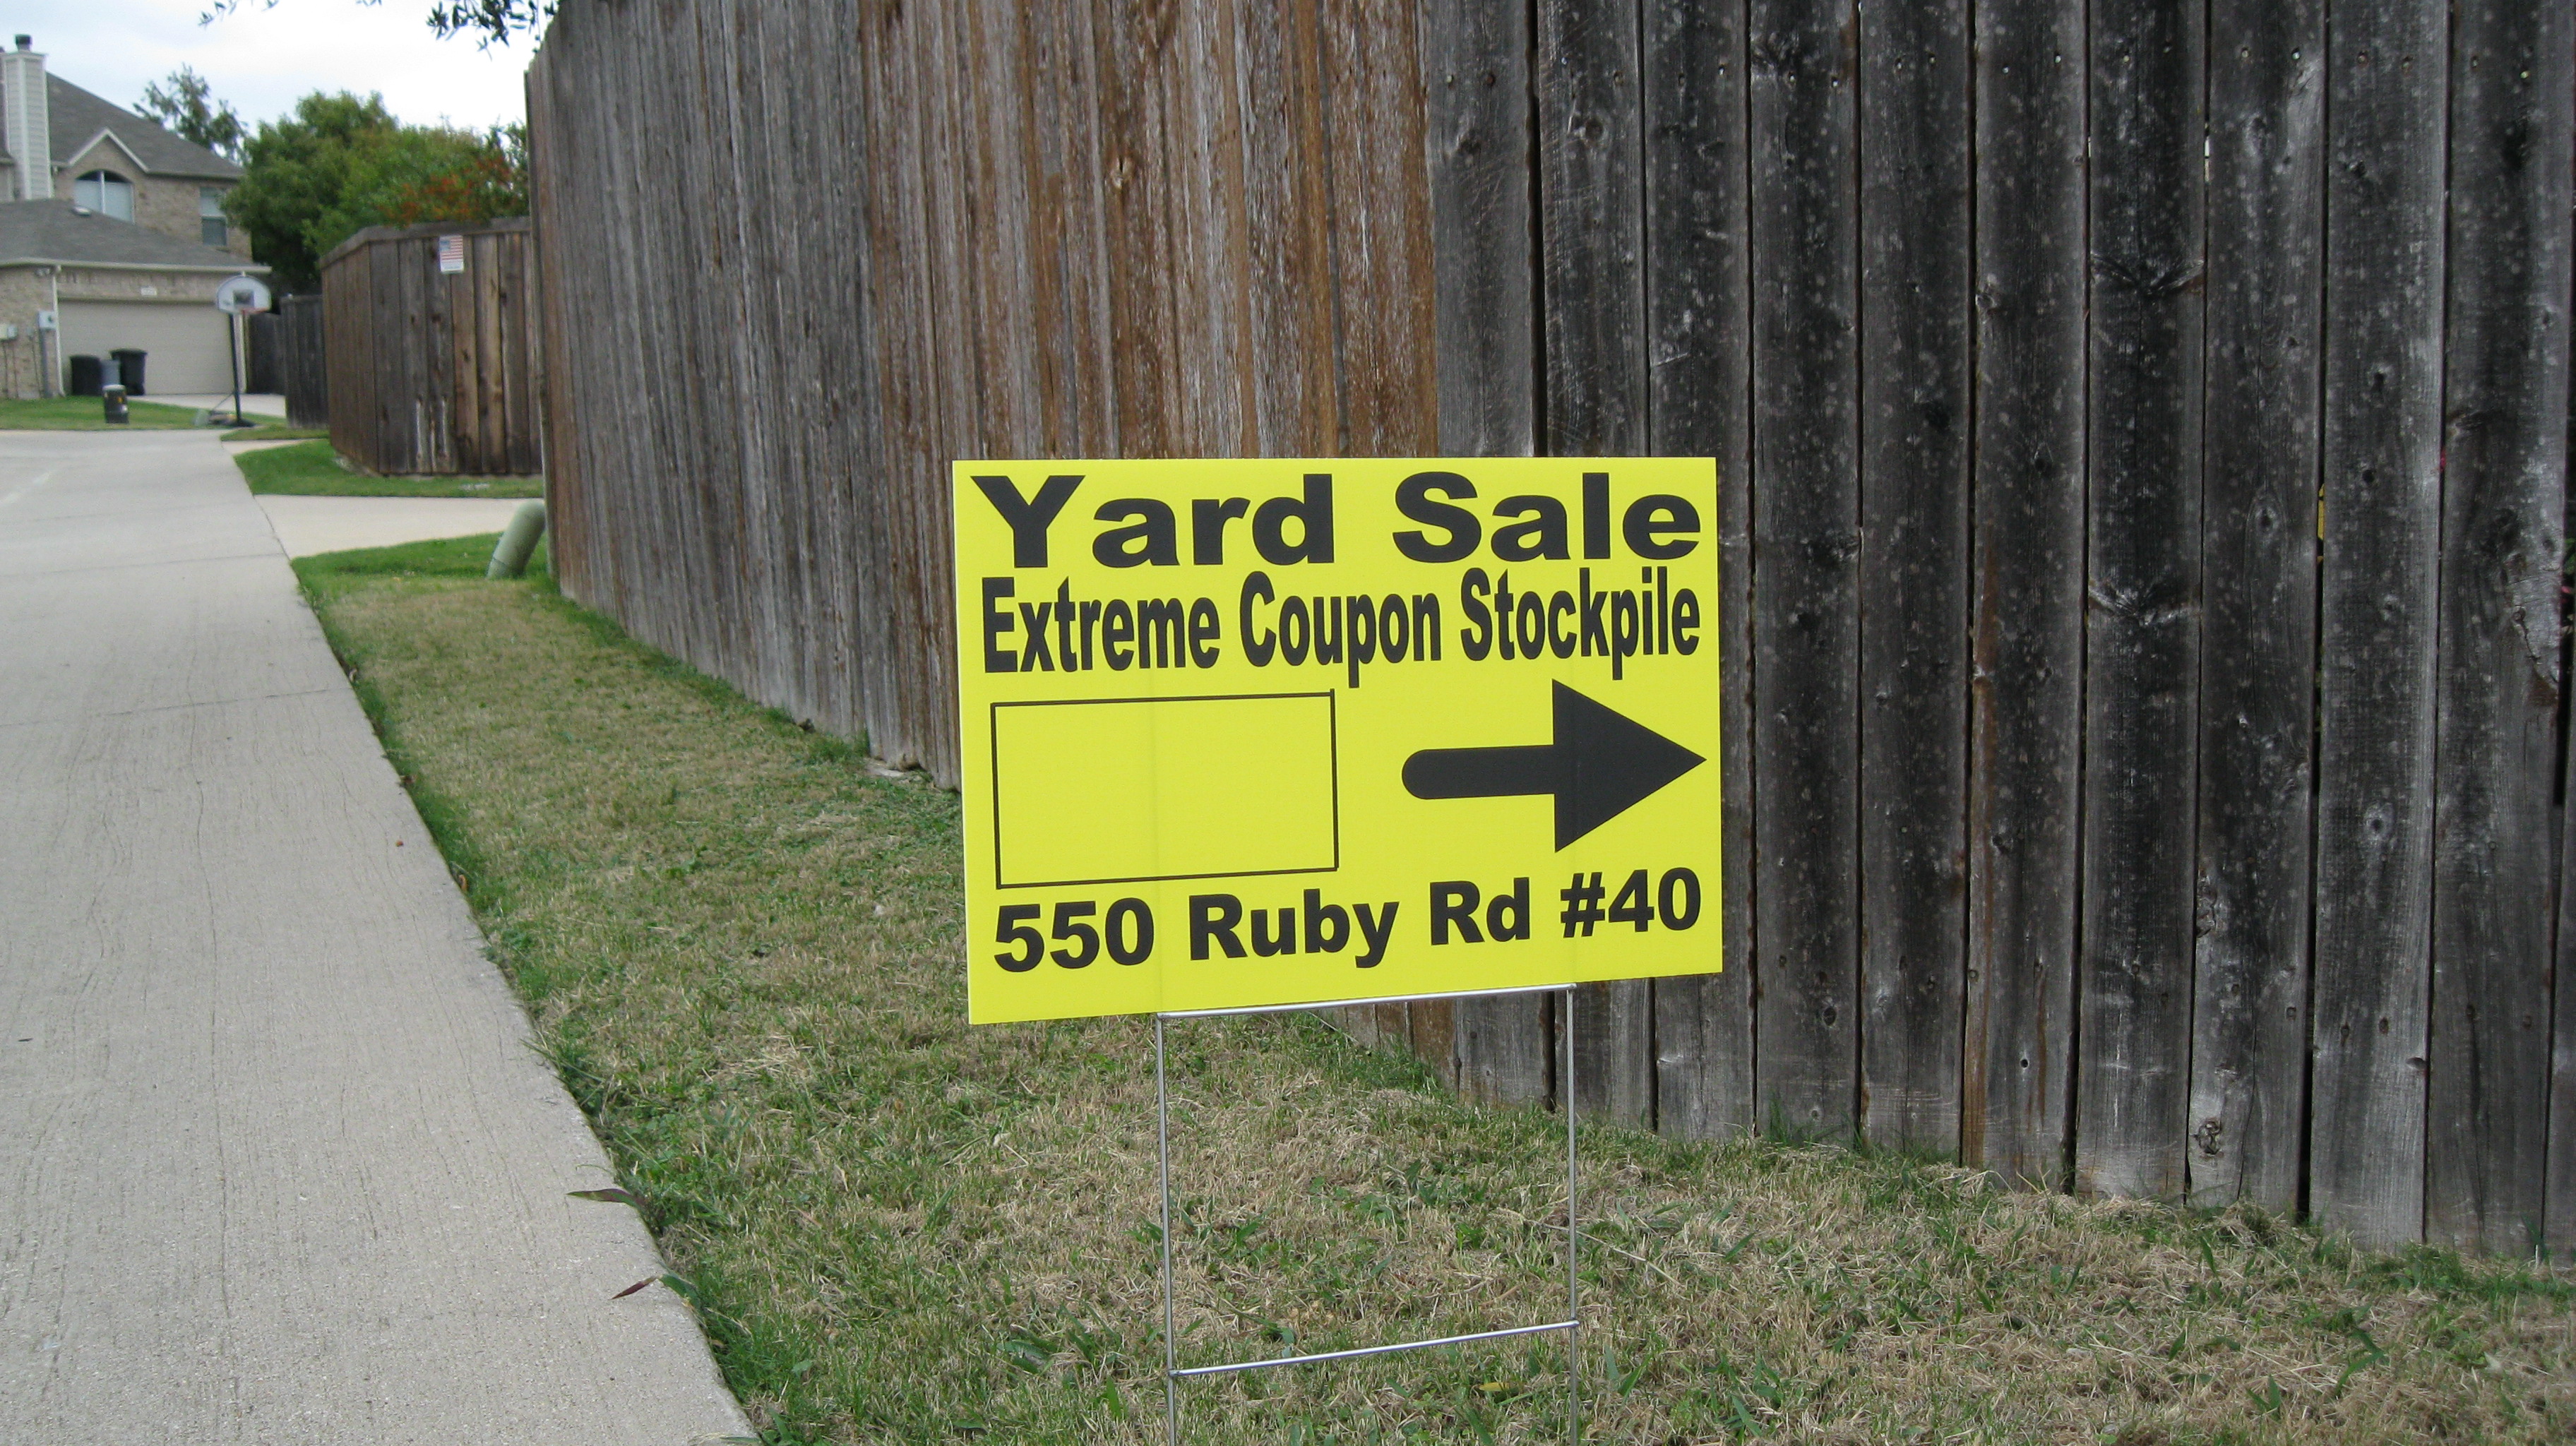 Yard Sale
Extreme Coupon Stockpile
550 Ruby Rd #40